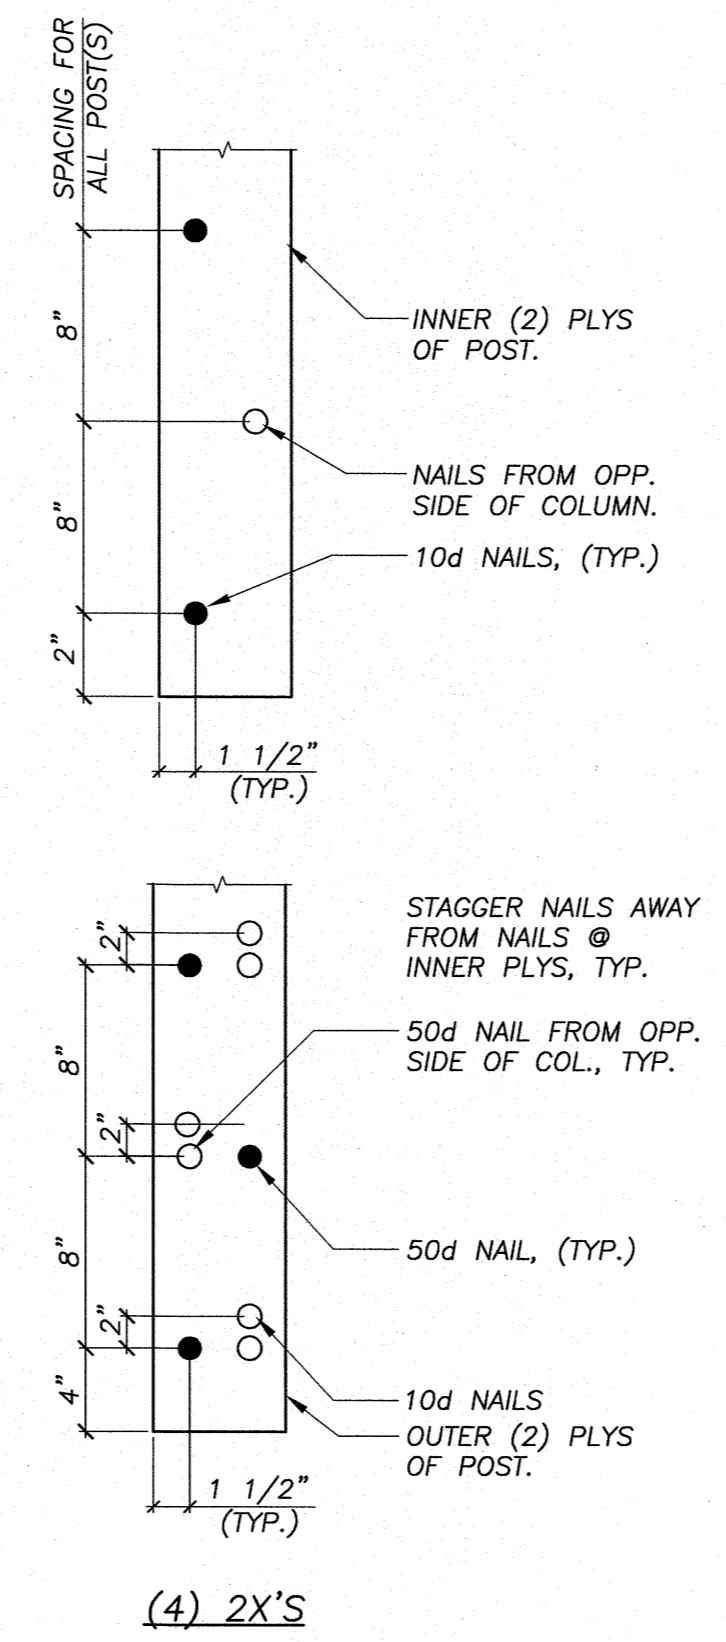 SPACING FOR
ALL POST(S)
8"
INNER (2) PLYS
OF POST.
8"
NAILS FROM OPP.
SIDE OF COLUMN.
10d NAILS, (TYP.)
2"
1 1/2"
(TYP.)
STAGGER NAILS AWAY
FROM NAILS @
INNER PLYS, TYP.
2"
8"
50d NAIL FROM OPP.
SIDE OF COL., TYP.
2"
8"
50d NAIL, (TYP.)
2"
4"
10d NAILS
OUTER (2) PLYS
OF POST.
1 1/2"
(TYP.)
(4) 2X'S